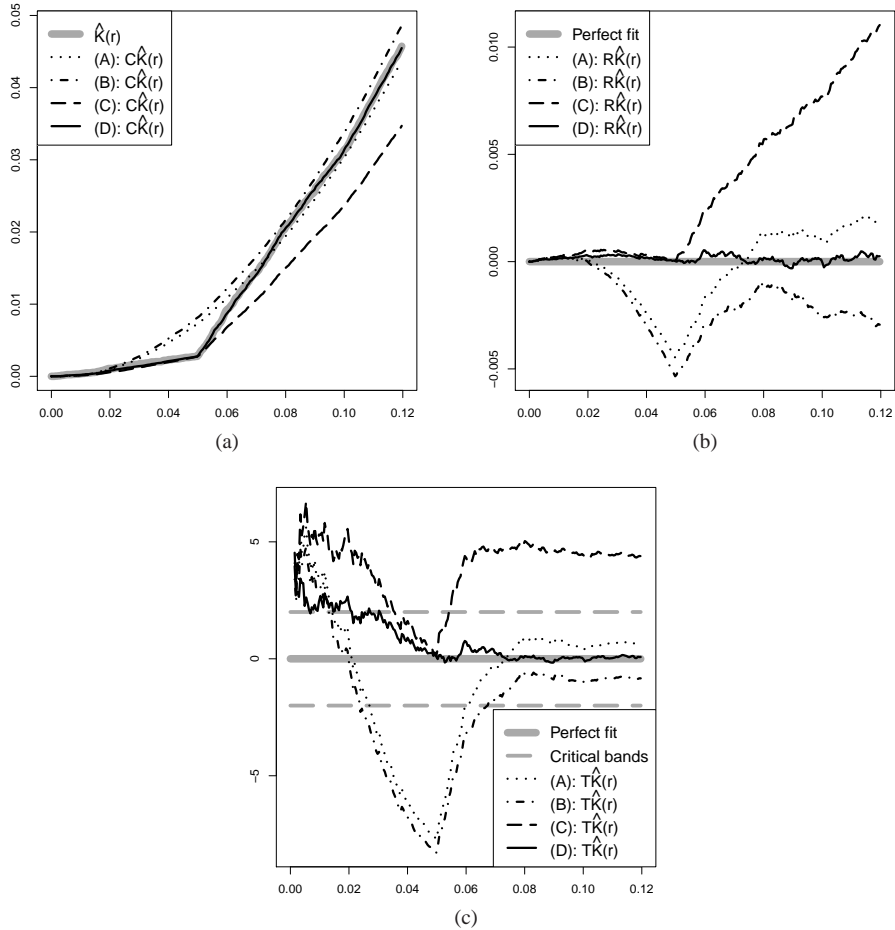 K̂(r)
(A): CK̂(r)
(B): CK̂(r)
(C): CK̂(r)
(D): CK̂(r)
0.05
0.04
0.03
0.02
0.01
0.00
0.00 0.02 0.04 0.06 0.08 0.10 0.12
(a)
Perfect fit
(A): RK̂(r)
(B): RK̂(r)
(C): RK̂(r)
(D): RK̂(r)
0.010
0.005
0.000
−0.005
0.00 0.02 0.04 0.06 0.08 0.10 0.12
(b)
5
0
−5
Perfect fit
Critical bands
(A): TK̂(r)
(B): TK̂(r)
(C): TK̂(r)
(D): TK̂(r)
0.00 0.02 0.04 0.06 0.08 0.10 0.12
(c)